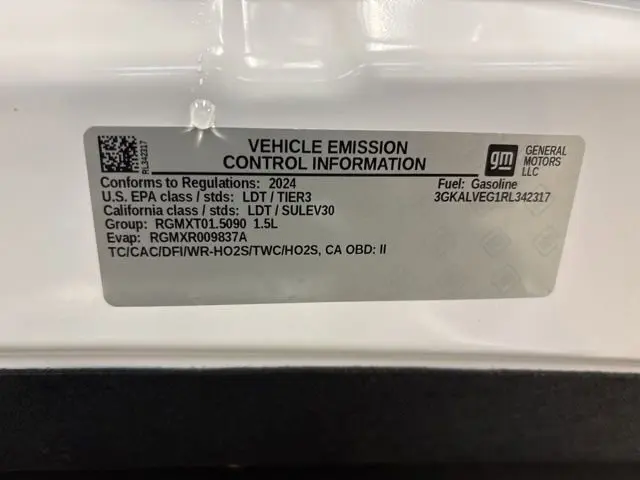 RL342317
VEHICLE EMISSION
CONTROL INFORMATION
gm
GENERAL
MOTORS
LLC
Conforms to Regulations: 2024
Fuel: Gasoline
U.S. EPA class / stds: LDT / TIER3
3GKALVEG1RL342317
California class / stds: LDT / SULEV30
Group: RGMXT01.5090 1.5L
Evap: RGMXR009837A
TC/CAC/DFI/WR-HO2S/TWC/HO2S, CA OBD: II